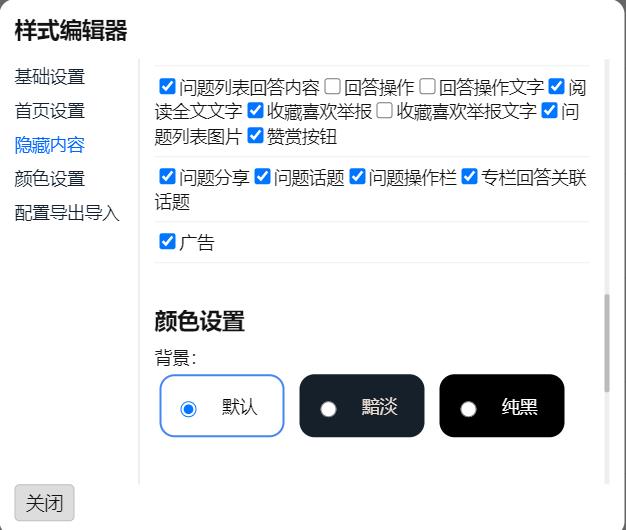 样式编辑器
基础设置
首页设置
隐藏内容
颜色设置
配置导出导入
问题列表回答内容 回答操作 回答操作文字 阅
读全文文字 收藏喜欢举报 收藏喜欢举报文字 问
题列表图片 赞赏按钮
问题分享 问题话题 问题操作栏 专栏回答关联
话题
广告
颜色设置
背景：
默认 黯淡 纯黑
关闭